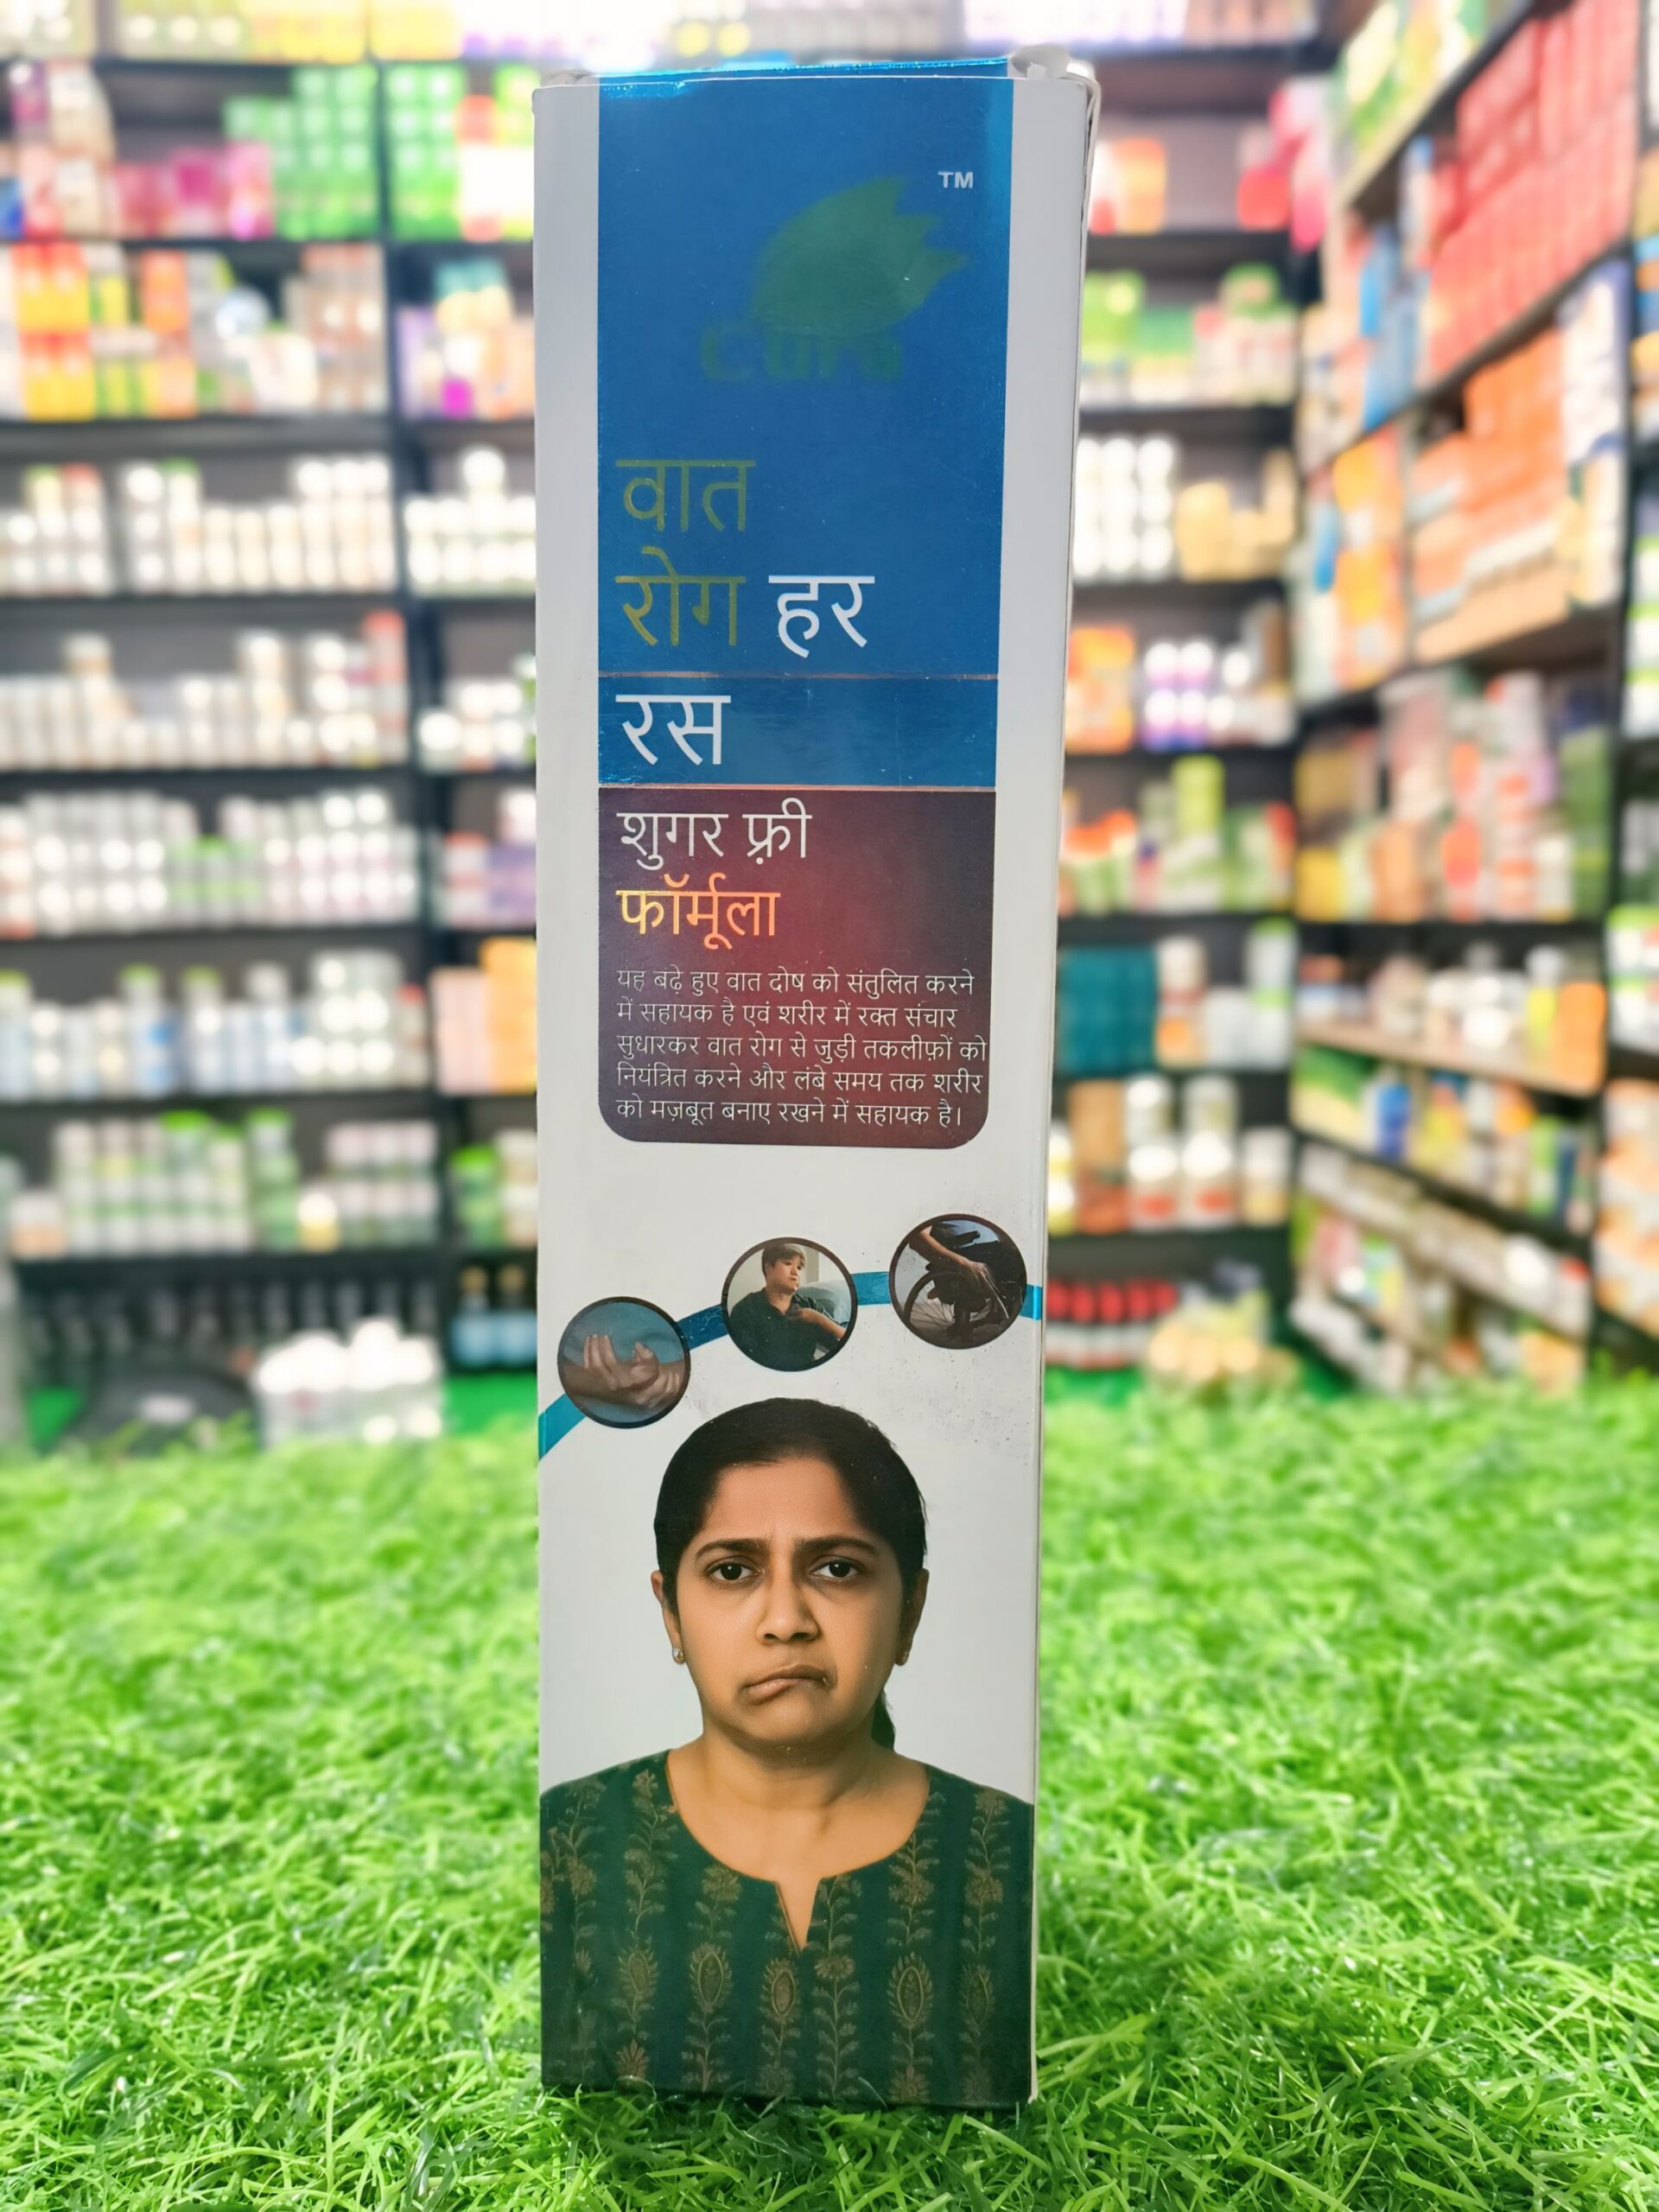 TM
वात
रोग हर
रस
शुगर फ़्री
फॉर्मूला
यह बढ़े हुए वात दोष को संतुलित करने
में सहायक है एवं शरीर में रक्त संचार
सुधारकर वात रोग से जुड़ी तकलीफ़ों को
नियंत्रित करने और लंबे समय तक शरीर
को मज़बूत बनाए रखने में सहायक है।